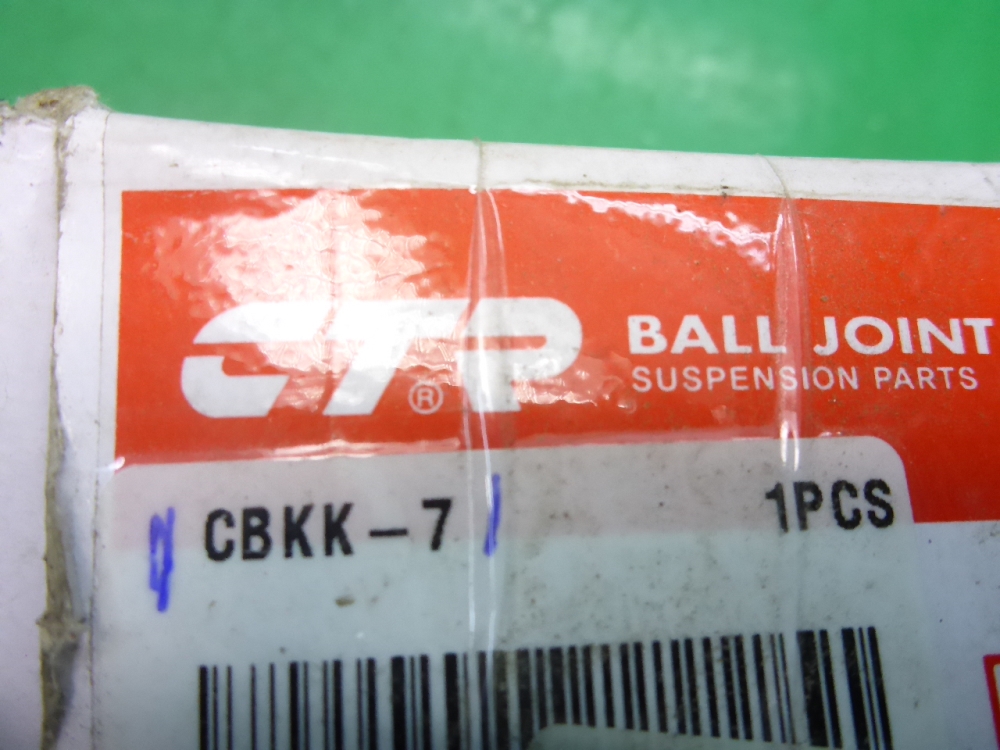 CTR®
BALL JOINT
SUSPENSION PARTS
CBKK-7
1PCS